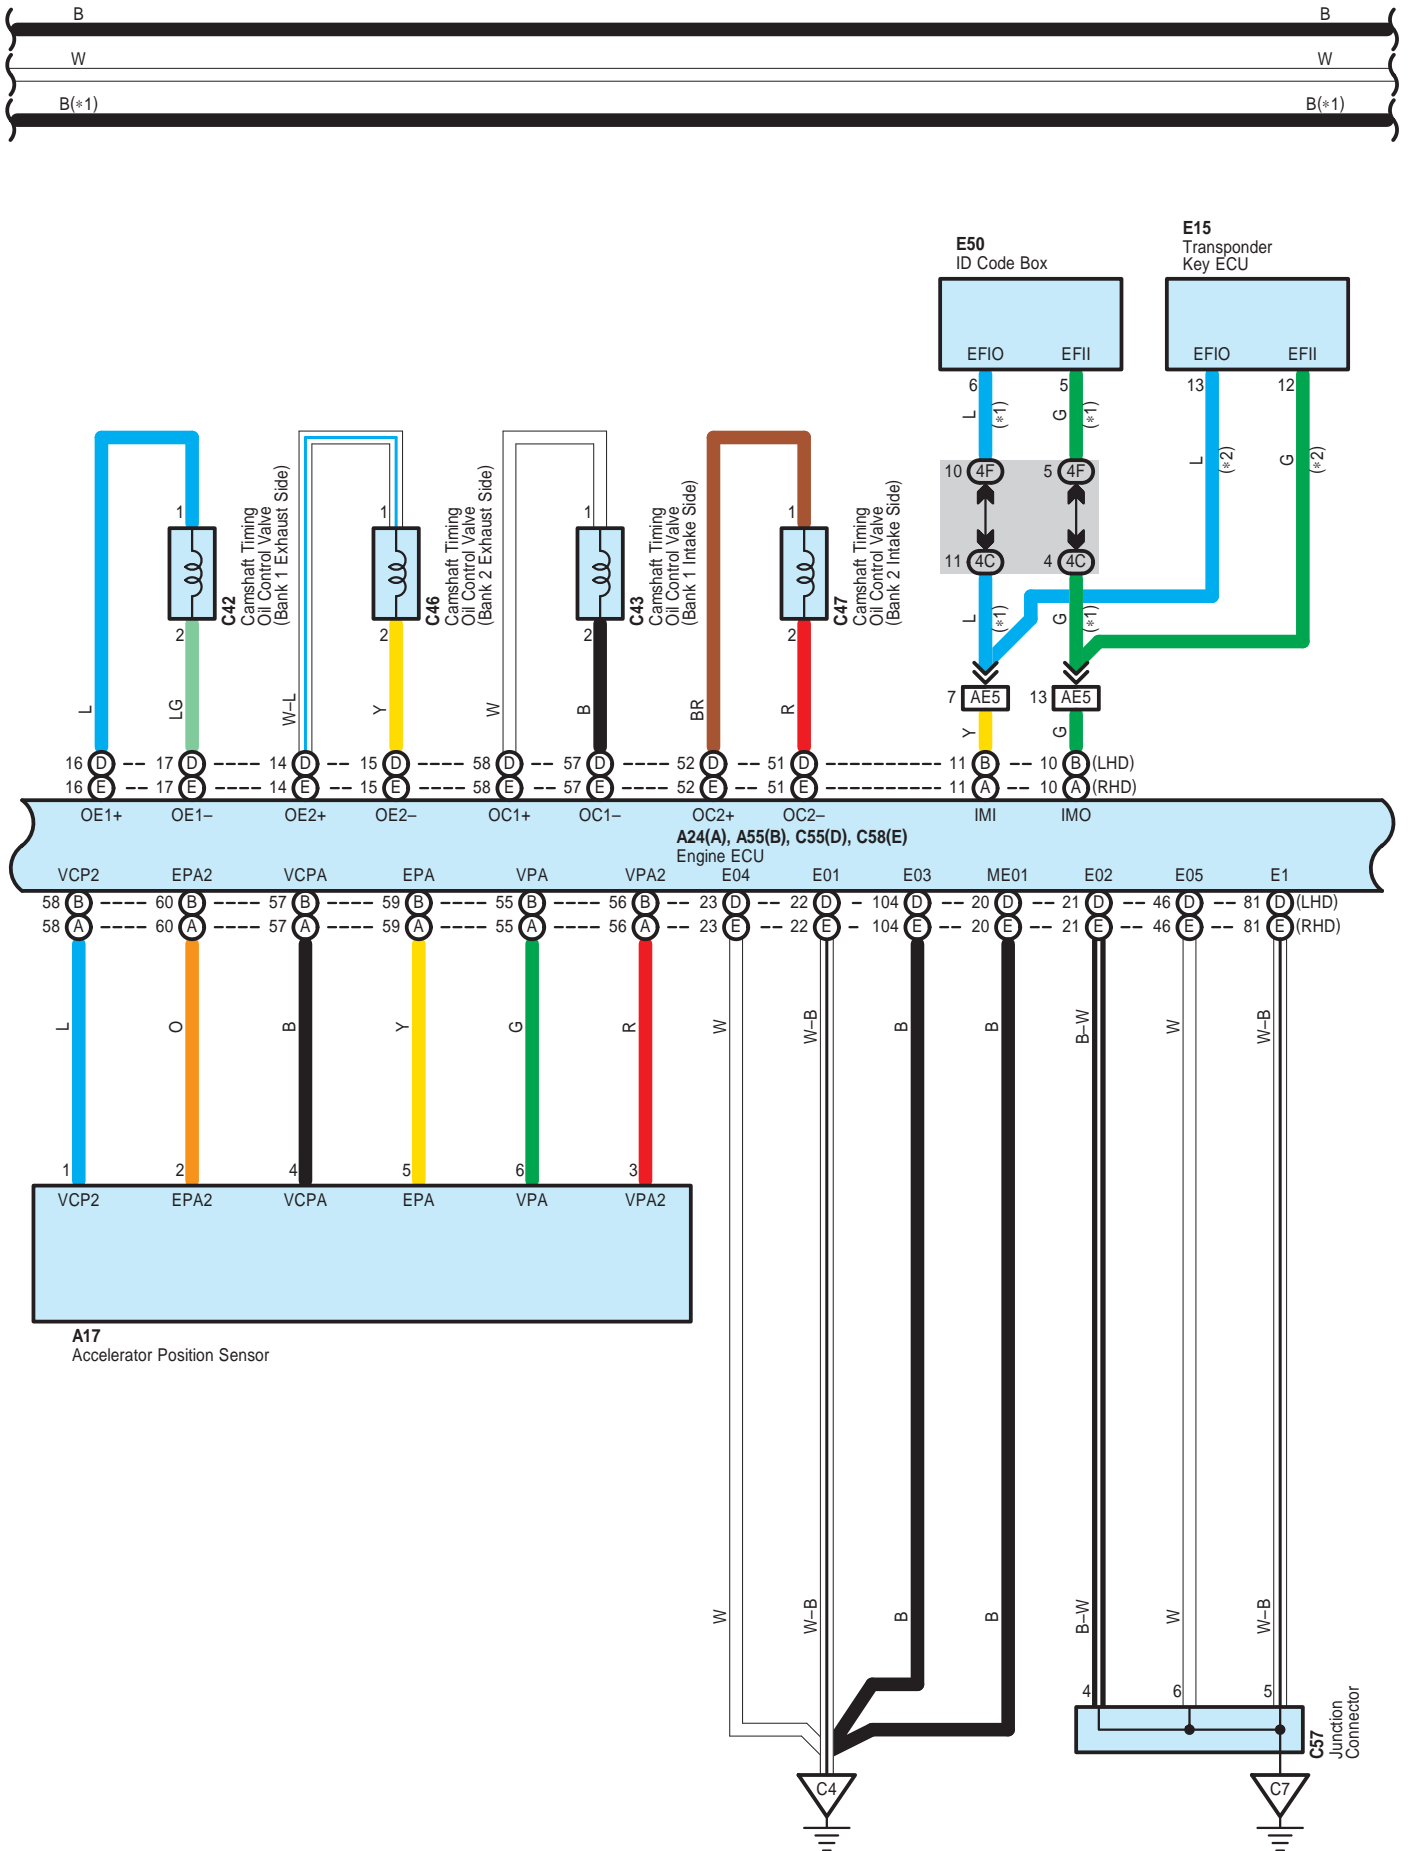 B B
W W
B(*1) B(*1)
E50
ID Code Box
E15
Transponder
Key ECU
EFIO EFII EFIO EFII
6 5 13 12
L (*1) G (*1) L (*2) G (*2)
10 4F 5 4F
11 4C 4 4C
L (*1) G (*1)
1 1 1 1
C42
Camshaft Timing
Oil Control Valve
(Bank 1 Exhaust Side)
C46
Camshaft Timing
Oil Control Valve
(Bank 2 Exhaust Side)
C43
Camshaft Timing
Oil Control Valve
(Bank 1 Intake Side)
C47
Camshaft Timing
Oil Control Valve
(Bank 2 Intake Side)
2 2 2 2
7 AE5 13 AE5
L LG W–L Y W B BR R Y G
16 D 17 D 14 D 15 D 58 D 57 D 52 D 51 D 11 B 10 B (LHD)
16 E 17 E 14 E 15 E 58 E 57 E 52 E 51 E 11 A 10 A (RHD)
OE1+ OE1– OE2+ OE2– OC1+ OC1– OC2+ OC2– IMI IMO
A24(A), A55(B), C55(D), C58(E)
Engine ECU
VCP2 EPA2 VCPA EPA VPA VPA2 E04 E01 E03 ME01 E02 E05 E1
58 B 60 B 57 B 59 B 55 B 56 B 23 D 22 D 104 D 20 D 21 D 46 D 81 D (LHD)
58 A 60 A 57 A 59 A 55 A 56 A 23 E 22 E 104 E 20 E 21 E 46 E 81 E (RHD)
L O B Y G R W W–B B B B–W W W–B
1 2 4 5 6 3
VCP2 EPA2 VCPA EPA VPA VPA2
A17
Accelerator Position Sensor
W W–B B B B–W W W–B
4 6 5
C57
Junction
Connector
C4 C7